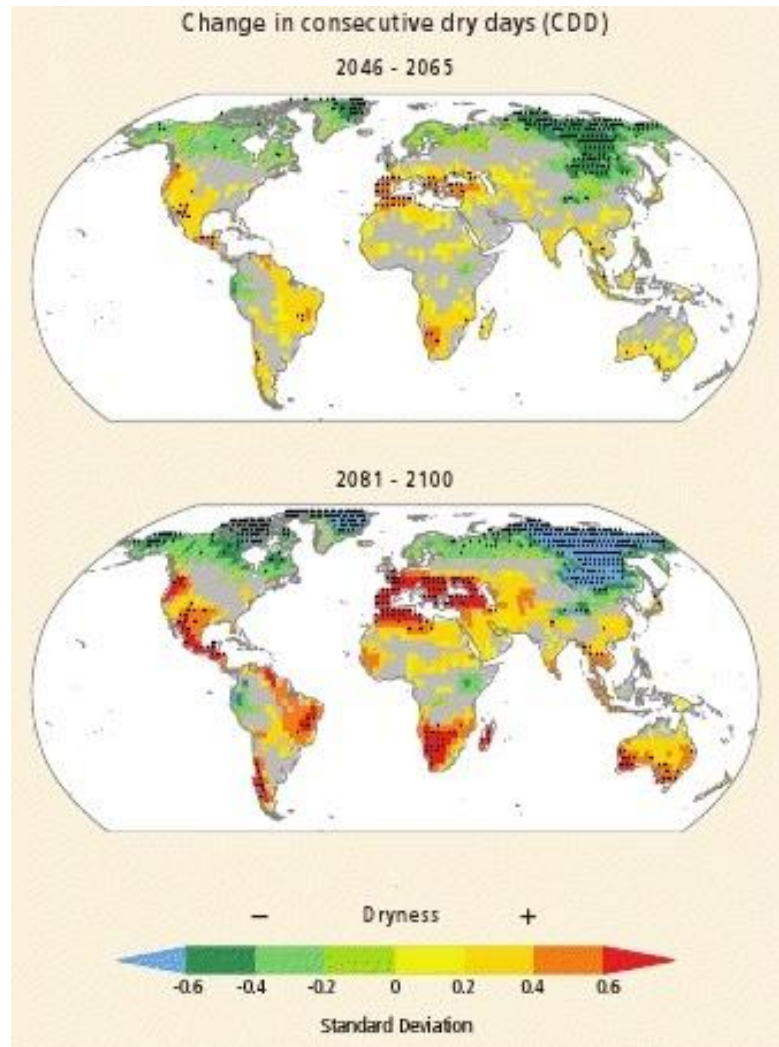 Change in consecutive dry days (CDD)
2046 - 2065
2081 - 2100
− Dryness +
-0.6 -0.4 -0.2 0 0.2 0.4 0.6
Standard Deviation